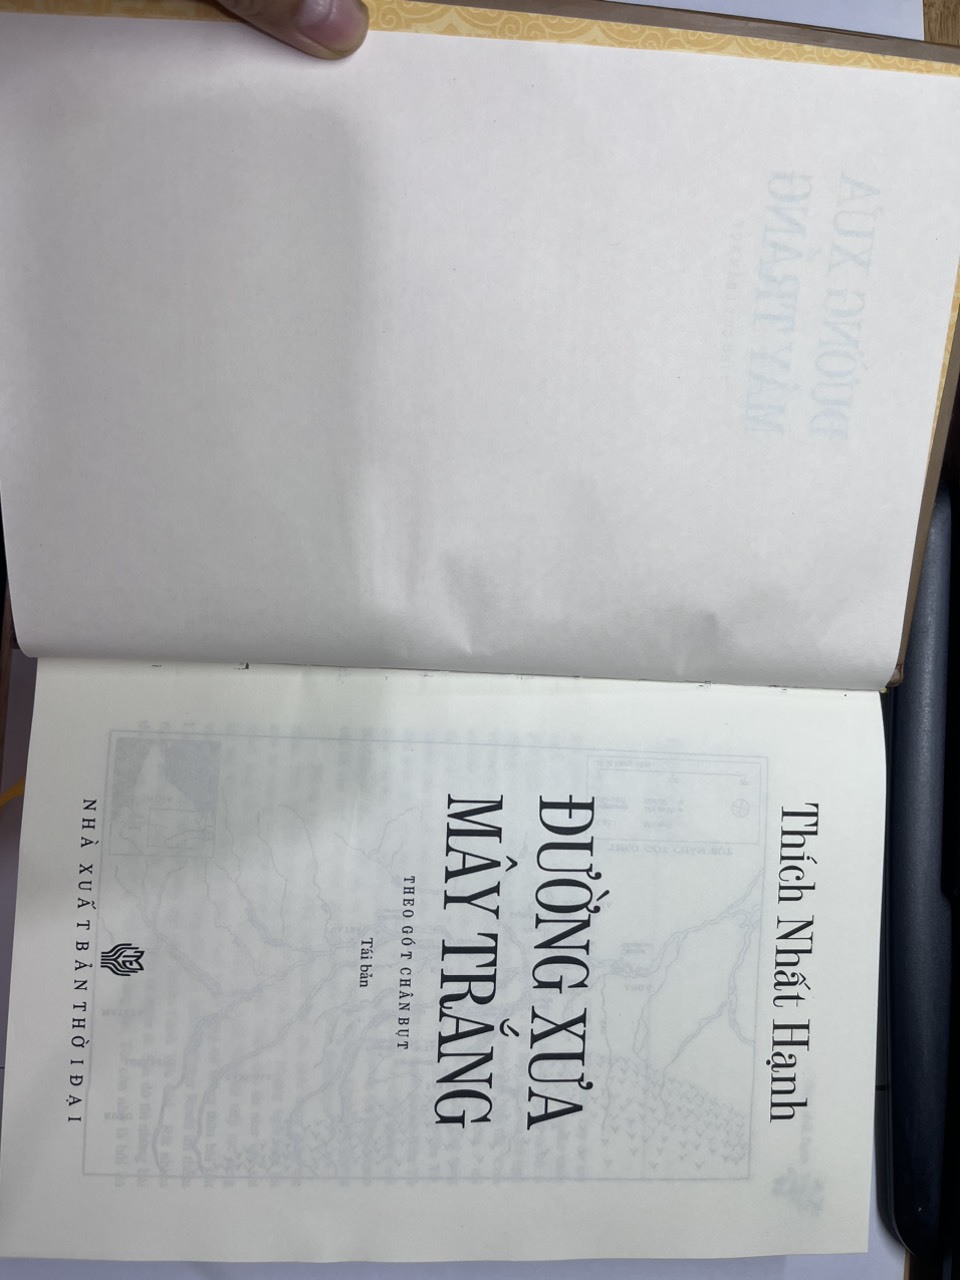 Thích Nhất Hạnh
ĐƯỜNG XƯA
MÂY TRẮNG
THEO GÓT CHÂN BỤT
Tái bản
NHÀ XUẤT BẢN THỜI ĐẠI